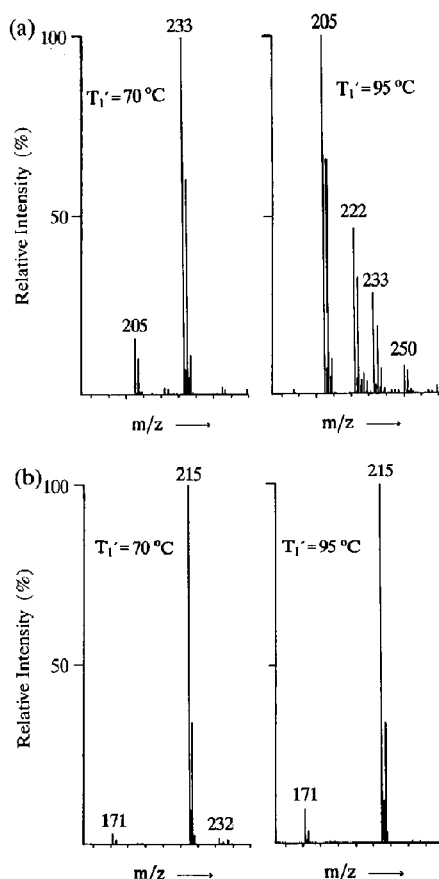 (a)
100
233
T₁´ = 70 °C
50
205
Relative Intensity (%)
m/z →
205
T₁´ = 95 °C
222
233
250
m/z →
(b)
100
215
T₁´ = 70 °C
50
171
232
Relative Intensity (%)
m/z →
215
T₁´ = 95 °C
171
m/z →